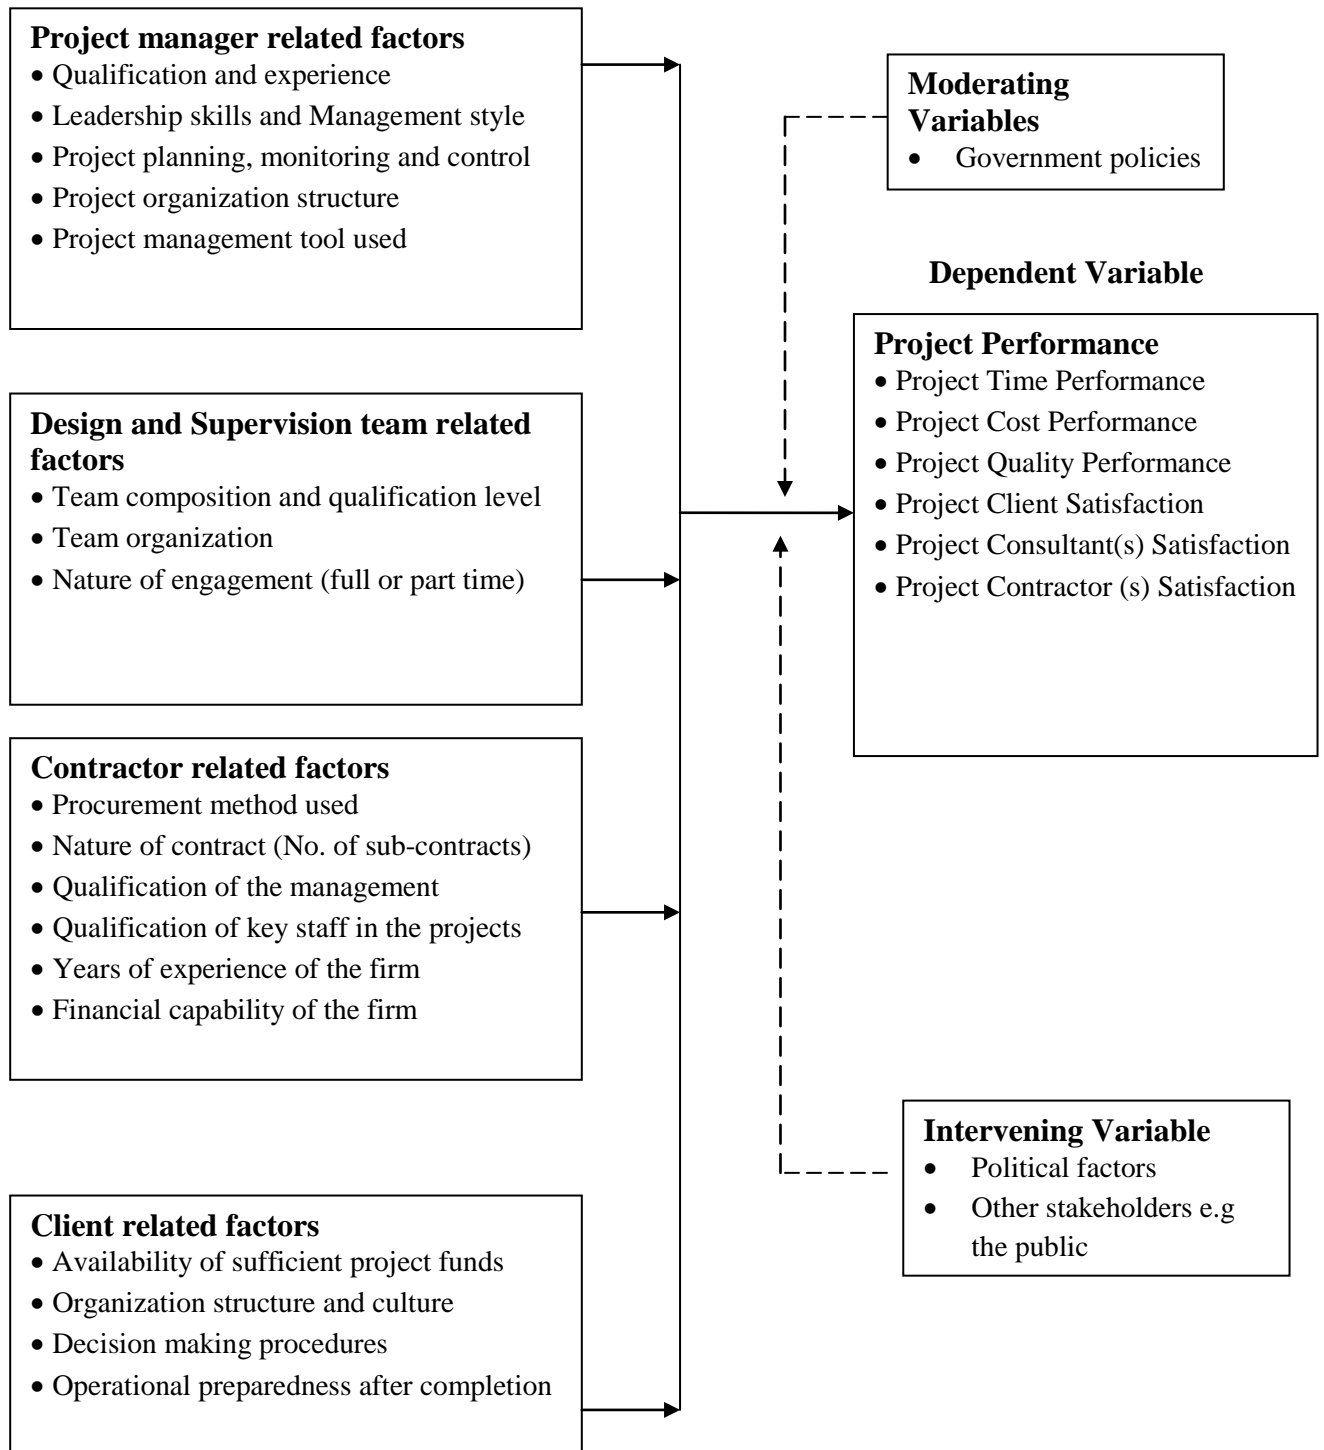 Project manager related factors
• Qualification and experience
• Leadership skills and Management style
• Project planning, monitoring and control
• Project organization structure
• Project management tool used
Design and Supervision team related
factors
• Team composition and qualification level
• Team organization
• Nature of engagement (full or part time)
Contractor related factors
• Procurement method used
• Nature of contract (No. of sub-contracts)
• Qualification of the management
• Qualification of key staff in the projects
• Years of experience of the firm
• Financial capability of the firm
Client related factors
• Availability of sufficient project funds
• Organization structure and culture
• Decision making procedures
• Operational preparedness after completion
Moderating
Variables
• Government policies
Dependent Variable
Project Performance
• Project Time Performance
• Project Cost Performance
• Project Quality Performance
• Project Client Satisfaction
• Project Consultant(s) Satisfaction
• Project Contractor (s) Satisfaction
Intervening Variable
• Political factors
• Other stakeholders e.g
the public